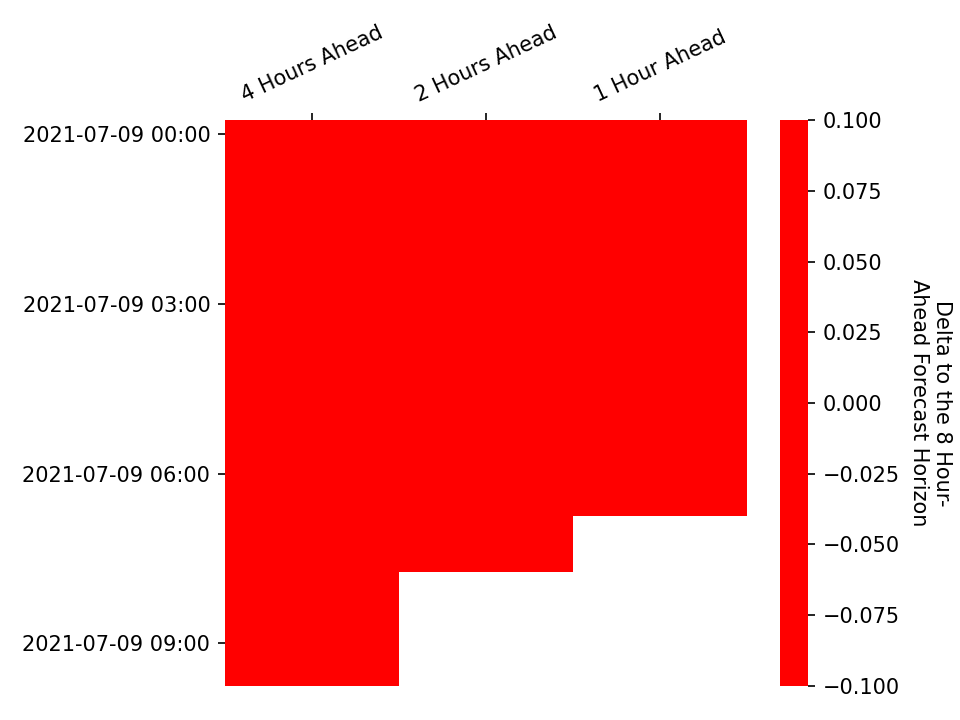 4 Hours Ahead
2 Hours Ahead
1 Hour Ahead
2021-07-09 00:00
2021-07-09 03:00
2021-07-09 06:00
2021-07-09 09:00
0.100
0.075
0.050
0.025
0.000
−0.025
−0.050
−0.075
−0.100
Delta to the 8 Hour-
Ahead Forecast Horizon